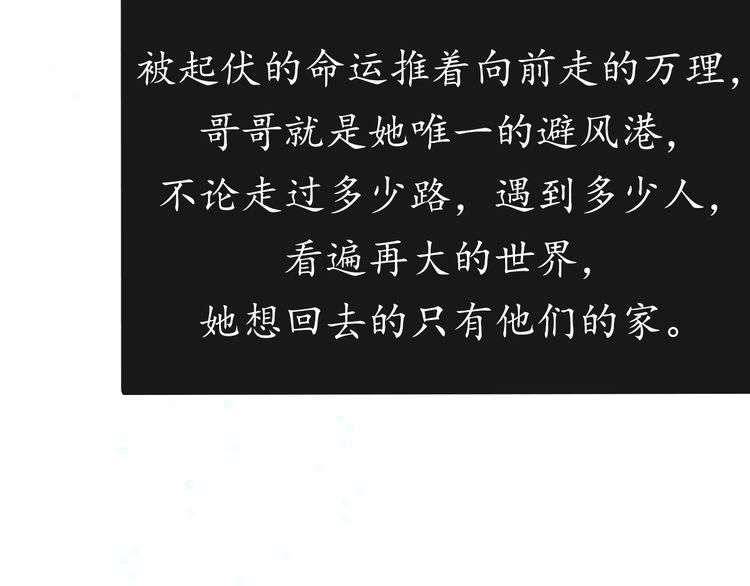 被起伏的命运推着向前走的万理，
哥哥就是她唯一的避风港，
不论走过多少路，遇到多少人，
看遍再大的世界，
她想回去的只有他们的家。